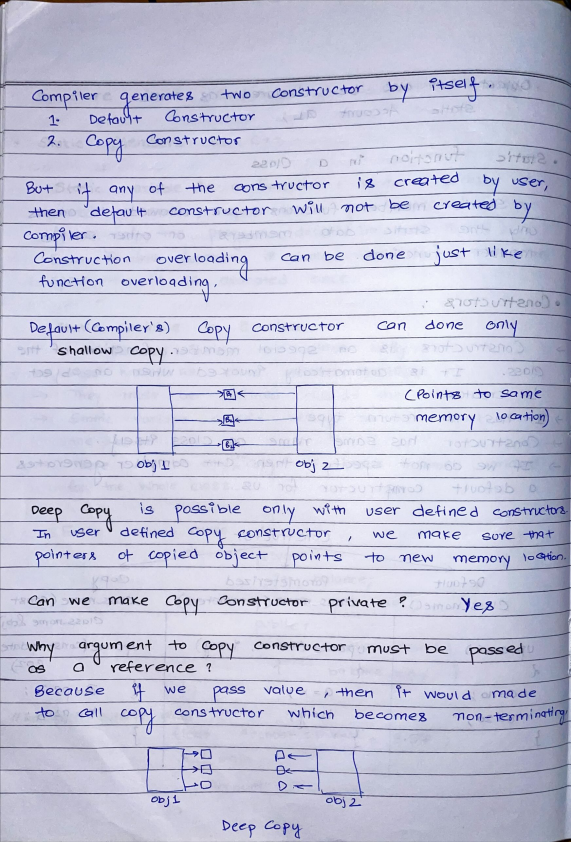 Compiler generates two constructor by itself.
1. Default Constructor
2. Copy Constructor
But if any of the constructor is created by user,
then default constructor will not be created by
compiler.
Construction overloading can be done just like
function overloading.
Default (Compiler's) Copy constructor can done only
shallow copy.
(Points to same
memory location)
obj 1 obj 2
Deep Copy is possible only with user defined constructors.
In user defined copy constructor, we make sure that
pointers of copied object points to new memory location.
Can we make Copy Constructor private ? Yes
Why argument to copy constructor must be passed
as a reference ?
Because if we pass value, then it would made
to call copy constructor which becomes non-terminating
obj1 obj2
Deep Copy